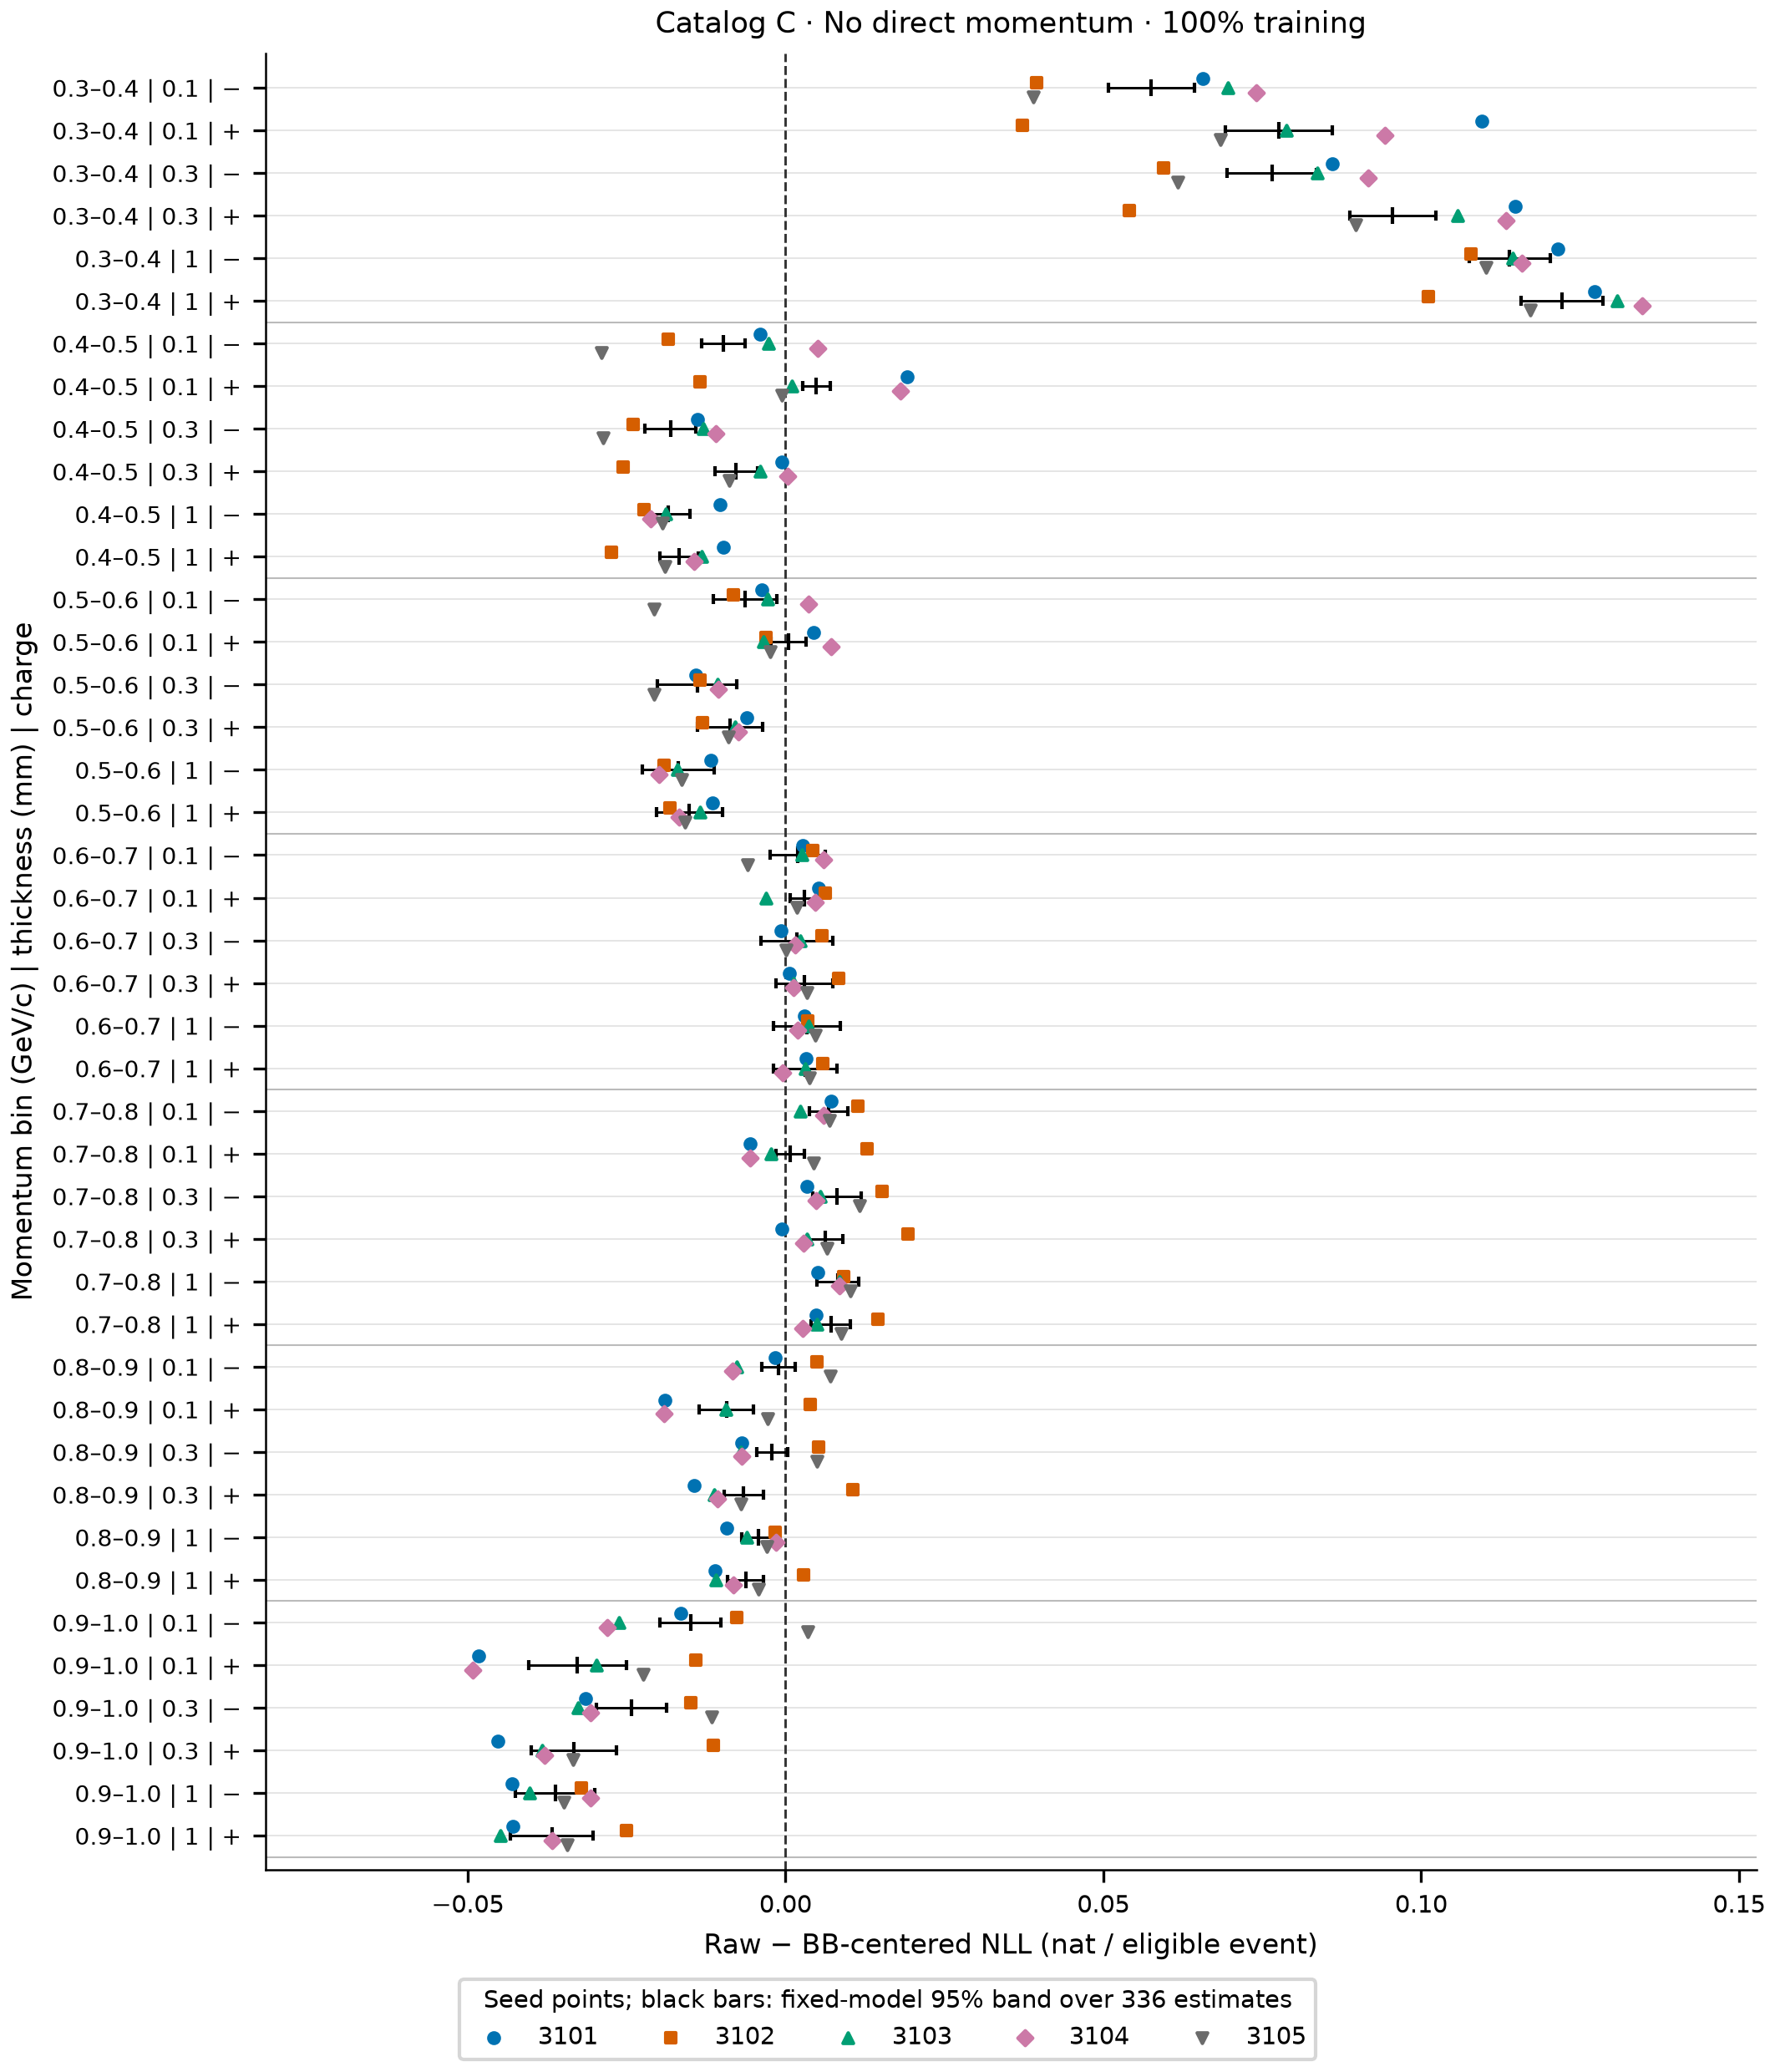 Catalog C · No direct momentum · 100% training
Momentum bin (GeV/c) | thickness (mm) | charge
0.3–0.4 | 0.1 | −
0.3–0.4 | 0.1 | +
0.3–0.4 | 0.3 | −
0.3–0.4 | 0.3 | +
0.3–0.4 | 1 | −
0.3–0.4 | 1 | +
0.4–0.5 | 0.1 | −
0.4–0.5 | 0.1 | +
0.4–0.5 | 0.3 | −
0.4–0.5 | 0.3 | +
0.4–0.5 | 1 | −
0.4–0.5 | 1 | +
0.5–0.6 | 0.1 | −
0.5–0.6 | 0.1 | +
0.5–0.6 | 0.3 | −
0.5–0.6 | 0.3 | +
0.5–0.6 | 1 | −
0.5–0.6 | 1 | +
0.6–0.7 | 0.1 | −
0.6–0.7 | 0.1 | +
0.6–0.7 | 0.3 | −
0.6–0.7 | 0.3 | +
0.6–0.7 | 1 | −
0.6–0.7 | 1 | +
0.7–0.8 | 0.1 | −
0.7–0.8 | 0.1 | +
0.7–0.8 | 0.3 | −
0.7–0.8 | 0.3 | +
0.7–0.8 | 1 | −
0.7–0.8 | 1 | +
0.8–0.9 | 0.1 | −
0.8–0.9 | 0.1 | +
0.8–0.9 | 0.3 | −
0.8–0.9 | 0.3 | +
0.8–0.9 | 1 | −
0.8–0.9 | 1 | +
0.9–1.0 | 0.1 | −
0.9–1.0 | 0.1 | +
0.9–1.0 | 0.3 | −
0.9–1.0 | 0.3 | +
0.9–1.0 | 1 | −
0.9–1.0 | 1 | +
−0.05 0.00 0.05 0.10 0.15
Raw − BB-centered NLL (nat / eligible event)
Seed points; black bars: fixed-model 95% band over 336 estimates
3101 3102 3103 3104 3105